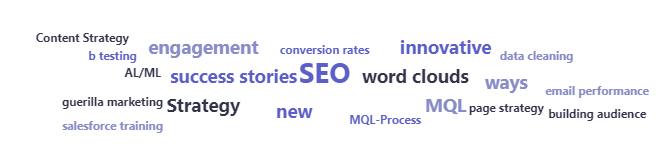 Content Strategy
engagement
conversion rates
innovative
b testing
data cleaning
AL/ML
success stories
SEO
word clouds
ways
email performance
guerilla marketing
Strategy
new
MQL
page strategy
building audience
salesforce training
MQL-Process